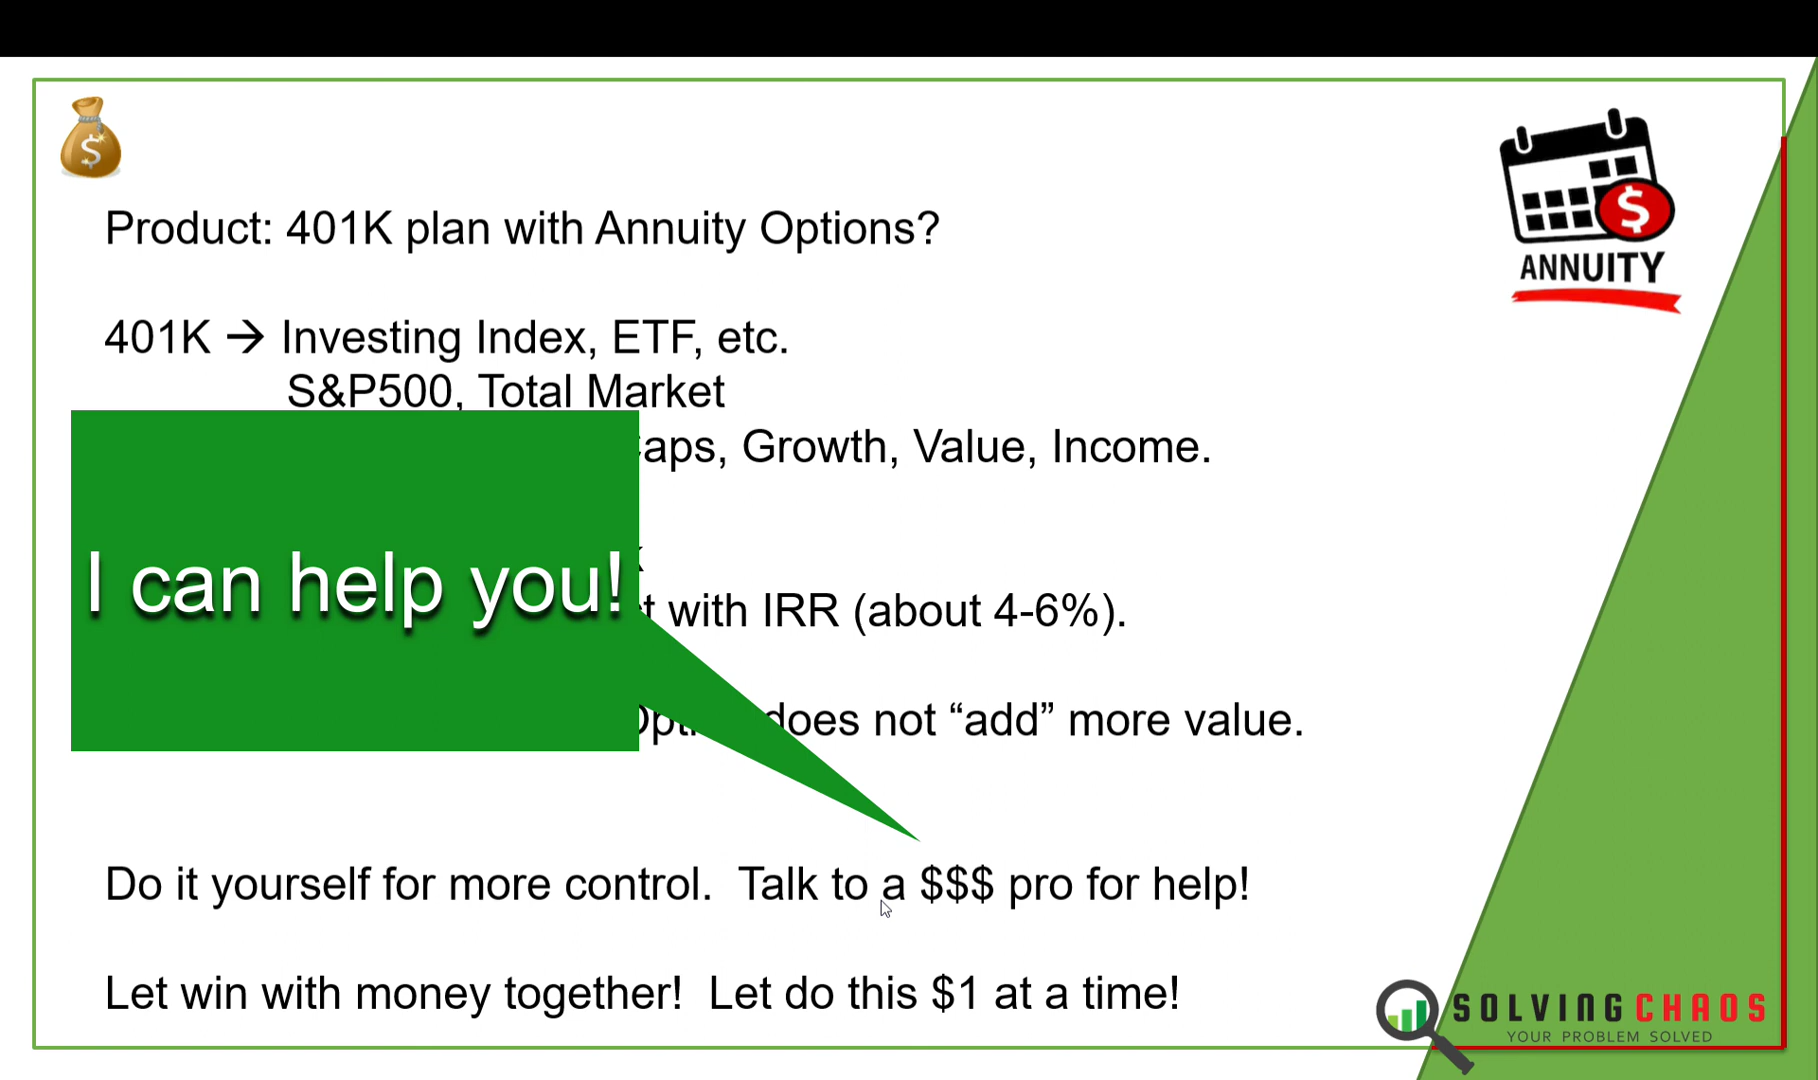 $
Product: 401K plan with Annuity Options?
$
ANNUITY
401K → Investing Index, ETF, etc.
S&P500, Total Market
Growth, Value, Income.
I can help you!
with IRR (about 4-6%).
does not “add” more value.
Do it yourself for more control. Talk to a $$$ pro for help!
Let win with money together! Let do this $1 at a time!
SOLVING CHAOS
YOUR PROBLEM SOLVED